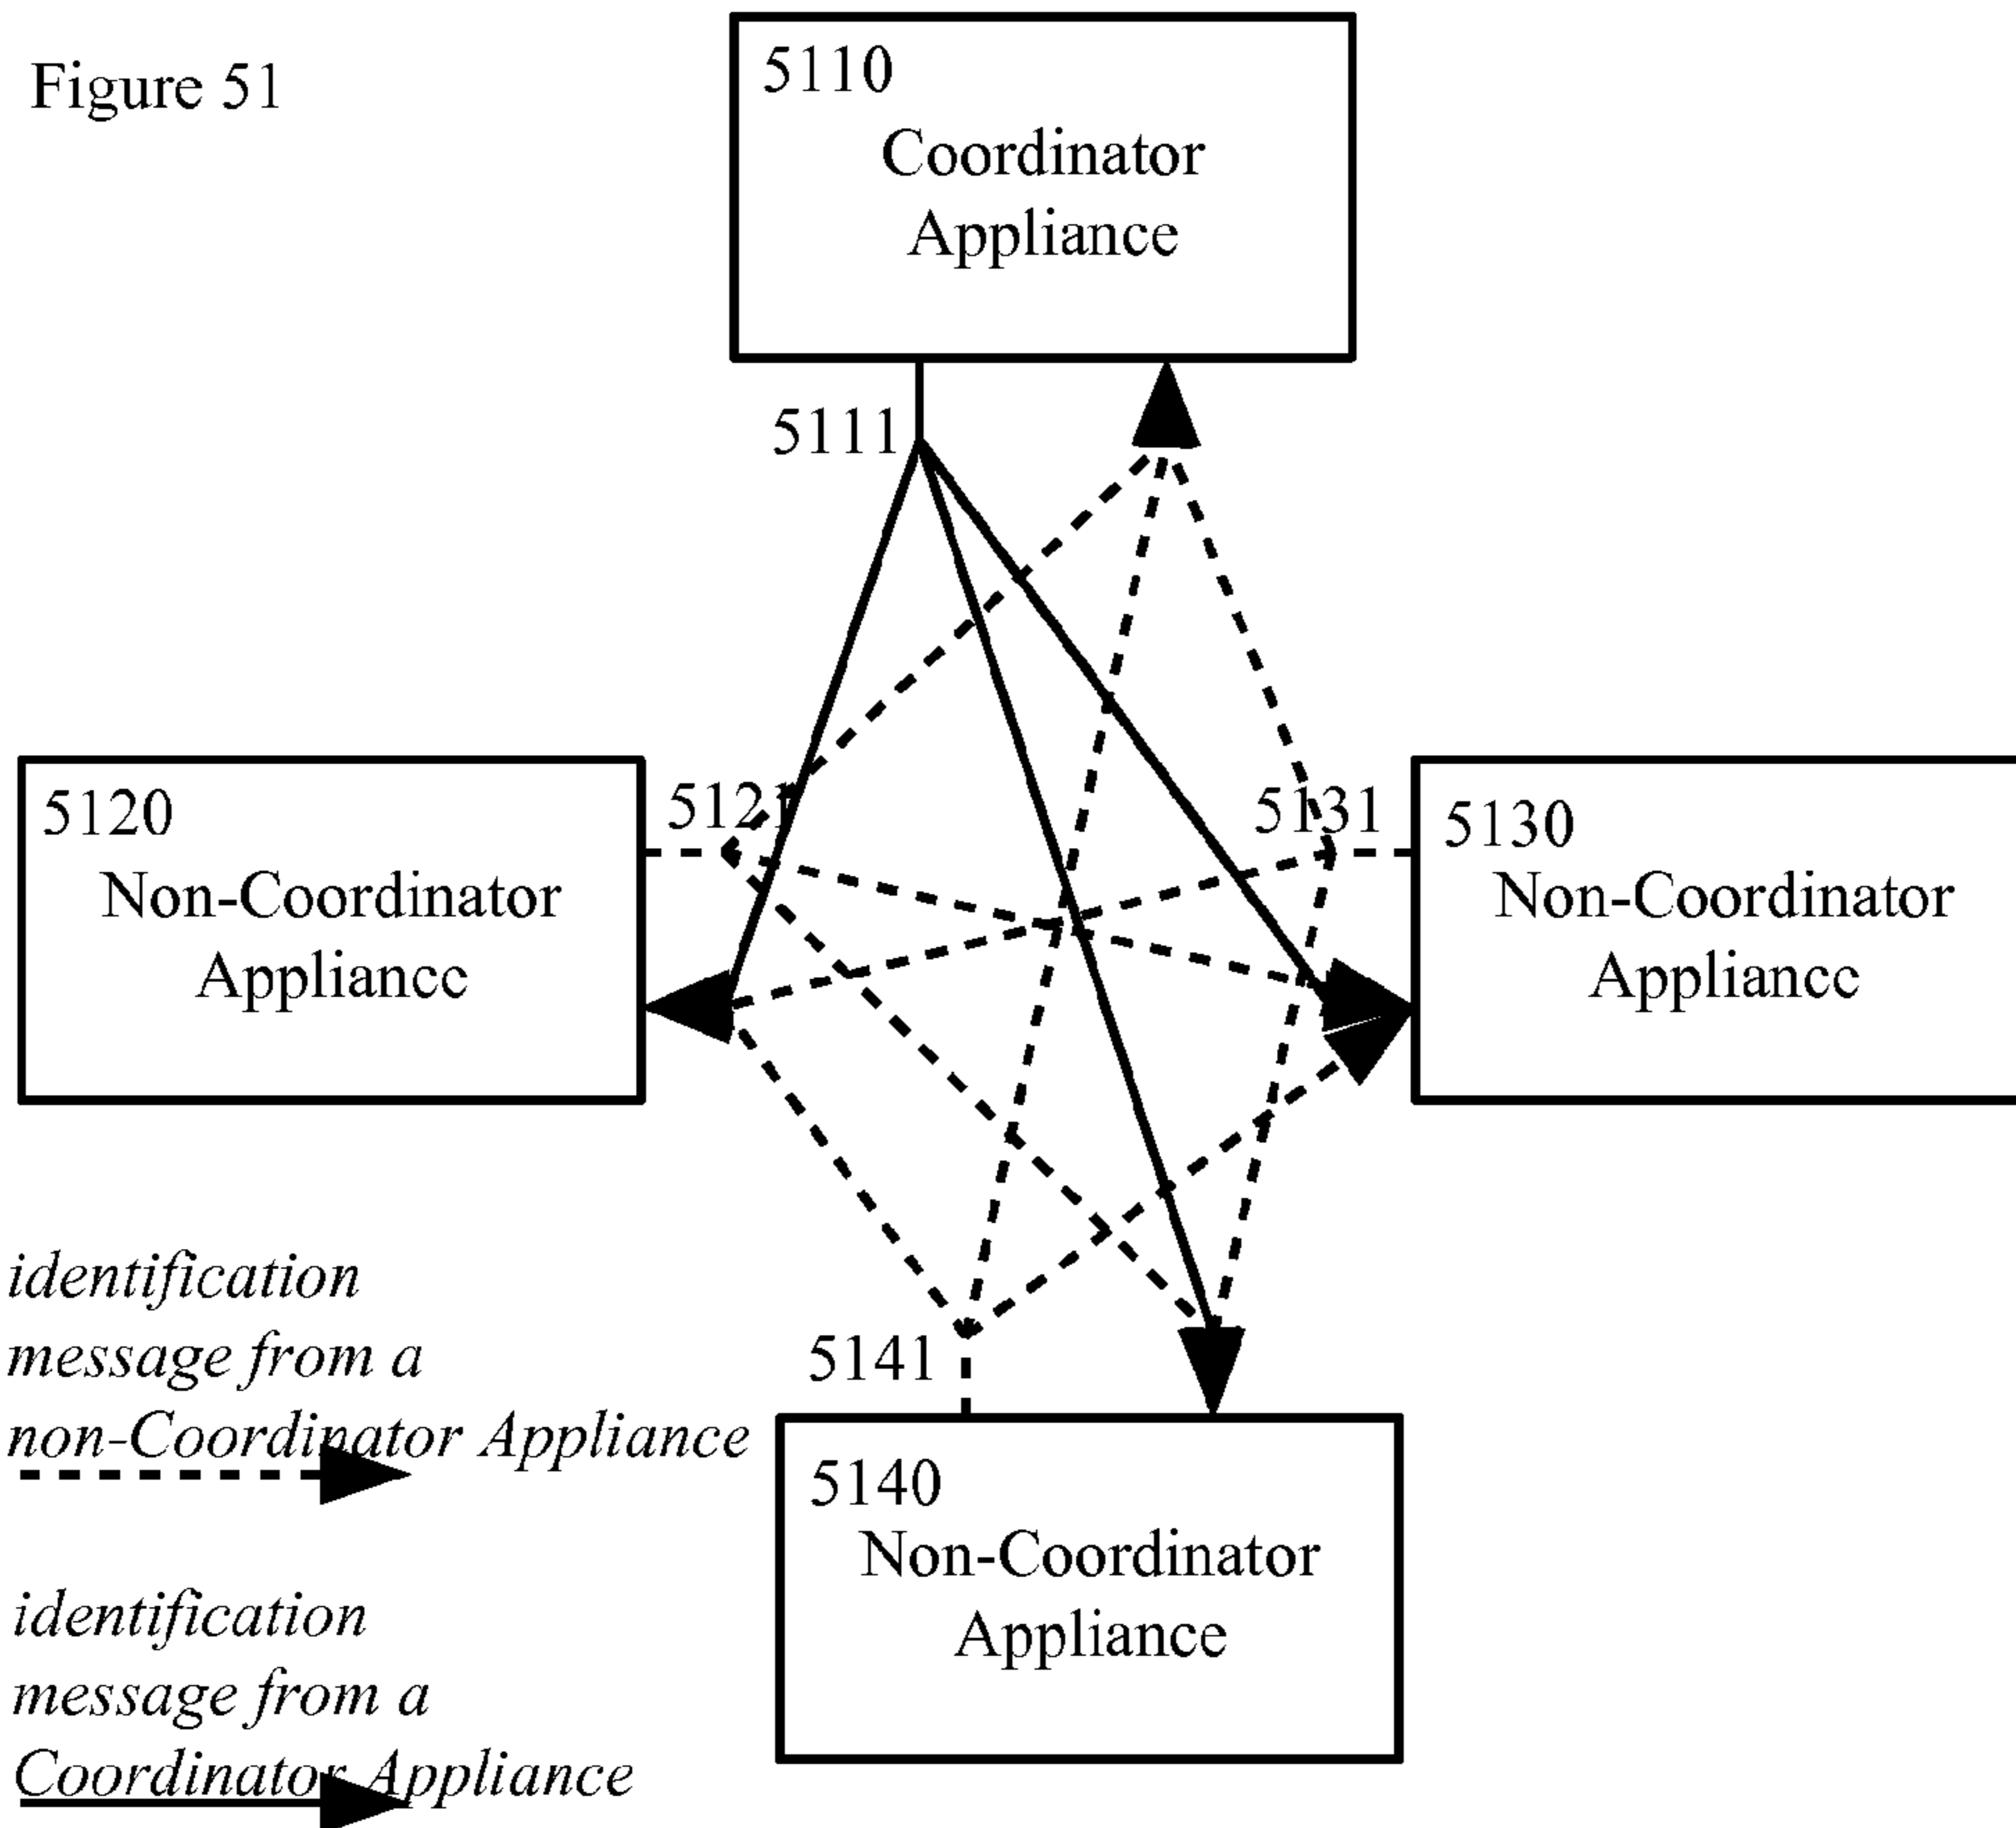 Figure 51
5110
Coordinator
Appliance
5111
5120
Non-Coordinator
Appliance
5121
5131
5130
Non-Coordinator
Appliance
5141
5140
Non-Coordinator
Appliance
identification
message from a
non-Coordinator Appliance
identification
message from a
Coordinator Appliance